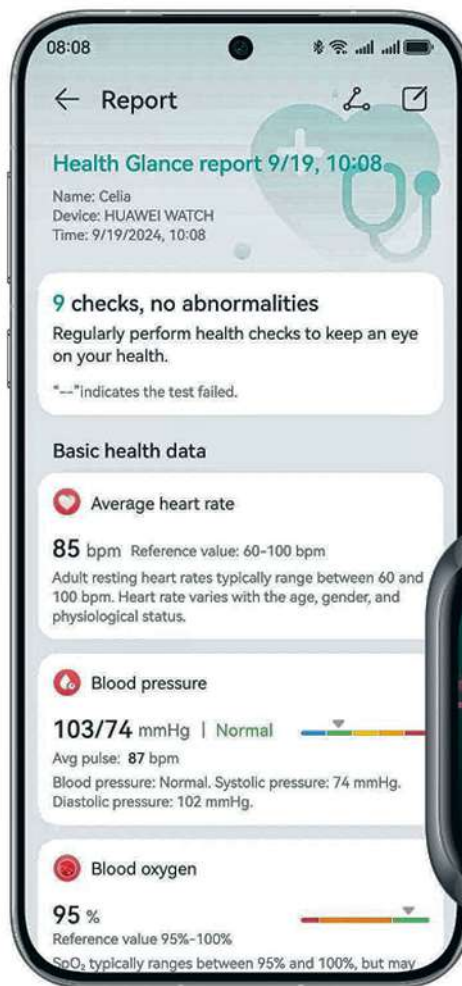 08:08
Report
Health Glance report 9/19, 10:08
Name: Celia
Device: HUAWEI WATCH
Time: 9/19/2024, 10:08
9 checks, no abnormalities
Regularly perform health checks to keep an eye
on your health.
"--"indicates the test failed.
Basic health data
Average heart rate
85 bpm Reference value: 60-100 bpm
Adult resting heart rates typically range between 60 and
100 bpm. Heart rate varies with the age, gender, and
physiological status.
Blood pressure
103/74 mmHg | Normal
Avg pulse: 87 bpm
Blood pressure: Normal. Systolic pressure: 74 mmHg.
Diastolic pressure: 102 mmHg.
Blood oxygen
95 %
Reference value 95%-100%
SpO₂ typically ranges between 95% and 100%, but may